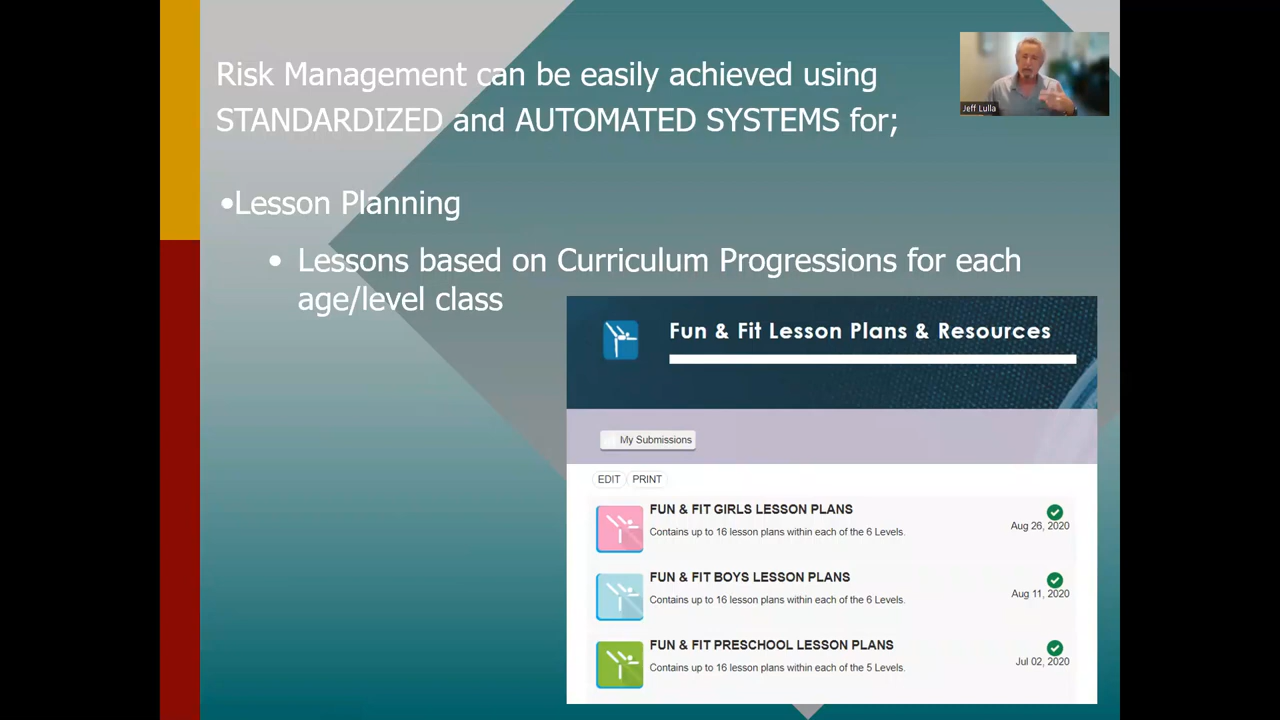 Risk Management can be easily achieved using
STANDARDIZED and AUTOMATED SYSTEMS for;
Jeff Lulla
•Lesson Planning
• Lessons based on Curriculum Progressions for each
age/level class
Fun & Fit Lesson Plans & Resources
My Submissions
EDIT PRINT
FUN & FIT GIRLS LESSON PLANS
Contains up to 16 lesson plans within each of the 6 Levels.
Aug 26, 2020
FUN & FIT BOYS LESSON PLANS
Contains up to 16 lesson plans within each of the 6 Levels.
Aug 11, 2020
FUN & FIT PRESCHOOL LESSON PLANS
Contains up to 16 lesson plans within each of the 5 Levels.
Jul 02, 2020